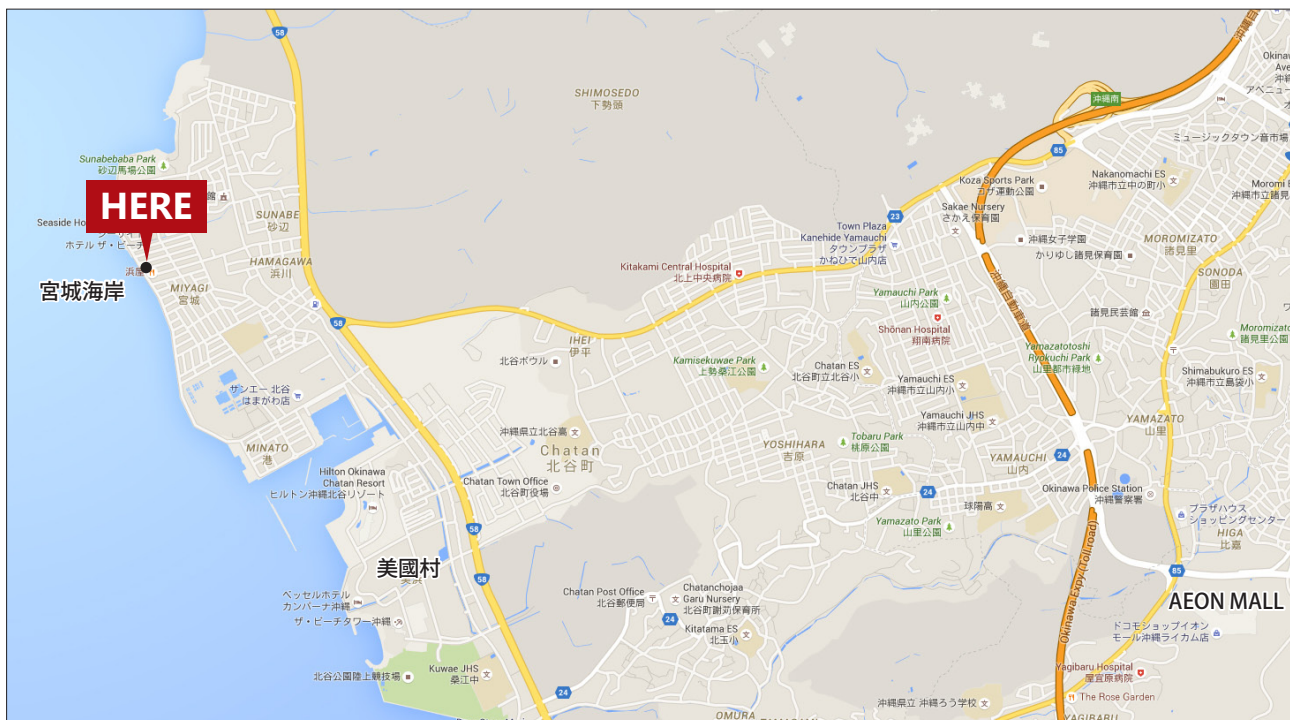 58
SHIMOSEDO
下勢頭
沖縄南
85
ミュージックタウン音市場
Sunabebaba Park
砂辺馬場公園
HERE
館
SUNABE
砂辺
ホテル ザ・ビーチ
HAMAGAWA
浜川
浜屋
宮城海岸
MIYAGI
宮城
58
Koza Sports Park
コザ運動公園
Nakanomachi ES
沖縄市立中の町小
Sakae Nursery
さかえ保育園
23
Town Plaza
Kanehide Yamauchi
タウンプラザ
かねひで山内店
沖縄女子学園
かりゆし諸見保育園
MOROMIZATO
諸見里
SONODA
園田
Kitakami Central Hospital
北上中央病院
沖縄自動車道
Yamauchi Park
山内公園
諸見民芸館
Shōnan Hospital
翔南病院
Moromizato
諸見里公園
IHEI
伊平
北谷ボウル
Kamisekuwae Park
上勢桑江公園
Chatan ES
北谷町立北谷小
Yamazatotoshi
Ryokuchi Park
山里都市緑地
Yamauchi ES
沖縄市立山内小
Shimabukuro ES
沖縄市立島袋小
サンエー 北谷
はまがわ店
Yamauchi JHS
沖縄市立山内中
YAMAZATO
山里
沖縄県立北谷高
Chatan
北谷町
YOSHIHARA
吉原
Tobaru Park
桃原公園
MINATO
港
YAMAUCHI
山内
24
Hilton Okinawa
Chatan Resort
ヒルトン沖縄北谷リゾート
Chatan Town Office
北谷町役場
Chatan JHS
北谷中
24
Okinawa Police Station
沖縄警察署
球陽高
プラザハウス
ショッピングセンター
58
Yamazato Park
山里公園
HIGA
比嘉
美國村
58
85
Okinawa Expy (Toll road)
ベッセルホテル
カンパーナ沖縄
Chatan Post Office
北谷郵便局
Chatanchojaa
Garu Nursery
北谷町謝苅保育所
AEON MALL
ザ・ビーチタワー沖縄
24
Kitatama ES
北玉小
ドコモショップイオン
モール沖縄ライカム店
Kuwae JHS
桑江中
北谷公園陸上競技場
24
Yagibaru Hospital
屋宜原病院
沖縄県立 沖縄ろう学校
The Rose Garden
OMURA
YAGIBARU